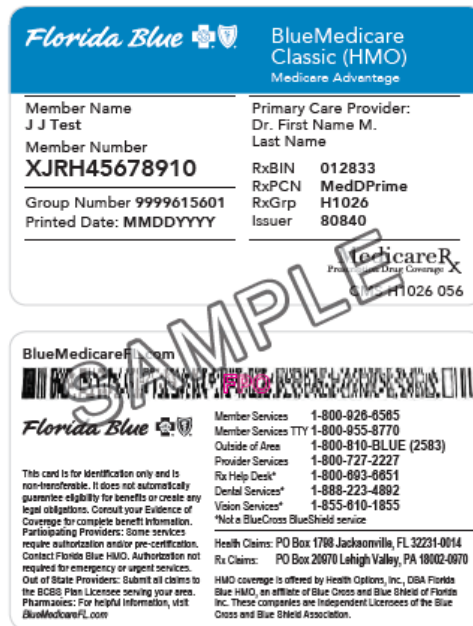 Florida Blue
BlueMedicare
Classic (HMO)
Medicare Advantage
Member Name
J J Test
Member Number
XJRH45678910
Group Number 9999615601
Printed Date: MMDDYYYY
Primary Care Provider:
Dr. First Name M.
Last Name
RxBIN 012833
RxPCN MedDPrime
RxGrp H1026
Issuer 80840
MedicareRx
Prescription Drug Coverage
CMS H1026 056
SAMPLE
BlueMedicareFL.com
FPO
Florida Blue
This card is for identification only and is
non-transferable. It does not automatically
guarantee eligibility for benefits or create any
legal obligations. Consult your Evidence of
Coverage for complete benefit information.
Participating Providers: Some services
require authorization and/or pre-certification.
Contact Florida Blue HMO. Authorization not
required for emergency or urgent services.
Out of State Providers: Submit all claims to
the BCBS Plan Licensee serving your area.
Pharmacies: For helpful information, visit
BlueMedicareFL.com
Member Services 1-800-926-6565
Member Services TTY 1-800-955-8770
Outside of Area 1-800-810-BLUE (2583)
Provider Services 1-800-727-2227
Rx Help Desk* 1-800-693-6651
Dental Services* 1-888-223-4892
Vision Services* 1-855-610-1855
*Not a BlueCross BlueShield service
Health Claims: PO Box 1798 Jacksonville, FL 32231-0014
Rx Claims: PO Box 20970 Lehigh Valley, PA 18002-0970
HMO coverage is offered by Health Options, Inc., DBA Florida
Blue HMO, an affiliate of Blue Cross and Blue Shield of Florida
Inc. These companies are Independent Licensees of the Blue
Cross and Blue Shield Association.